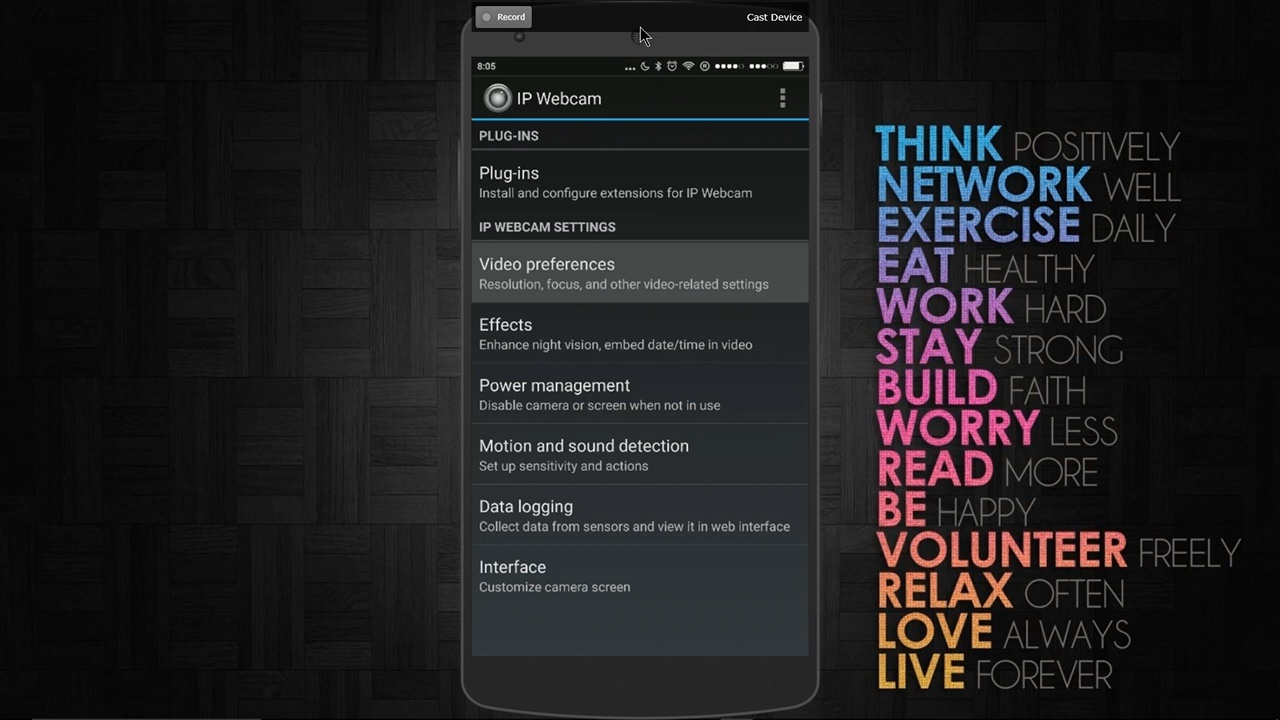 Record
Cast Device
8:05
IP Webcam
PLUG-INS
Plug-ins
Install and configure extensions for IP Webcam
IP WEBCAM SETTINGS
Video preferences
Resolution, focus, and other video-related settings
Effects
Enhance night vision, embed date/time in video
Power management
Disable camera or screen when not in use
Motion and sound detection
Set up sensitivity and actions
Data logging
Collect data from sensors and view it in web interface
Interface
Customize camera screen
THINK POSITIVELY
NETWORK WELL
EXERCISE DAILY
EAT HEALTHY
WORK HARD
STAY STRONG
BUILD FAITH
WORRY LESS
READ MORE
BE HAPPY
VOLUNTEER FREELY
RELAX OFTEN
LOVE ALWAYS
LIVE FOREVER